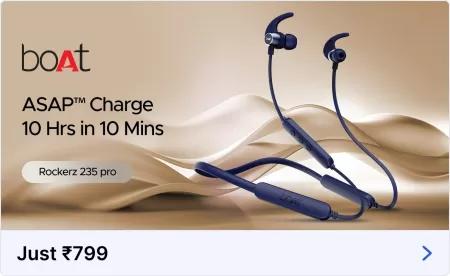 boAt
ASAP™ Charge
10 Hrs in 10 Mins
Rockerz 235 pro
Just ₹799